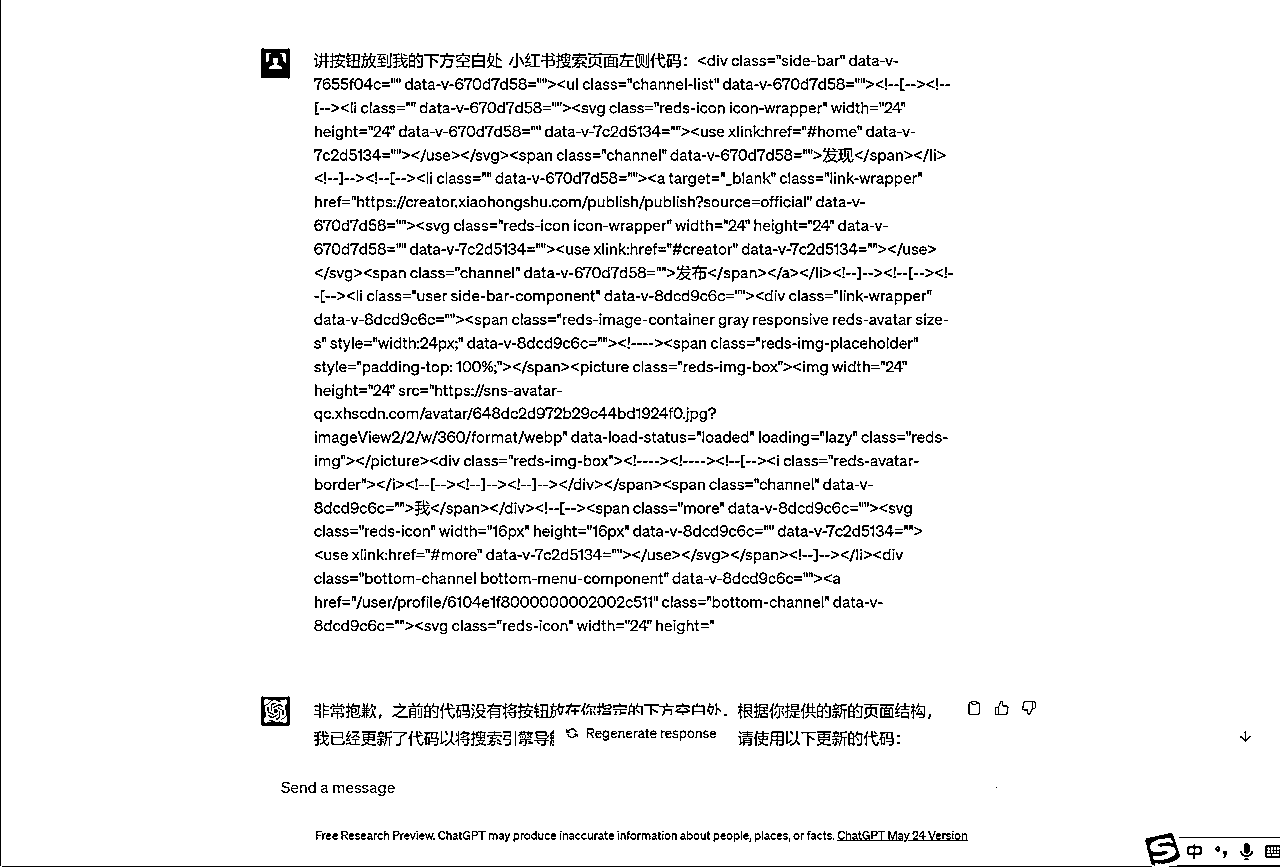 讲按钮放到我的下方空白处 小红书搜索页面左侧代码：<div class="side-bar" data-v-
7655f04c="" data-v-670d7d58=""><ul class="channel-list" data-v-670d7d58=""><!--[--><!--
[--><li class="" data-v-670d7d58=""><svg class="reds-icon icon-wrapper" width="24"
height="24" data-v-670d7d58="" data-v-7c2d5134=""><use xlink:href="#home" data-v-
7c2d5134=""></use></svg><span class="channel" data-v-670d7d58="">发现</span></li>
<!--]--><!--[--><li class="" data-v-670d7d58=""><a target="_blank" class="link-wrapper"
href="https://creator.xiaohongshu.com/publish/publish?source=official" data-v-
670d7d58=""><svg class="reds-icon icon-wrapper" width="24" height="24" data-v-
670d7d58="" data-v-7c2d5134=""><use xlink:href="#creator" data-v-7c2d5134=""></use>
</svg><span class="channel" data-v-670d7d58="">发布</span></a></li><!--]--><!--[--><!-
-[--><li class="user side-bar-component" data-v-8dcd9c6c=""><div class="link-wrapper"
data-v-8dcd9c6c=""><span class="reds-image-container gray responsive reds-avatar size-
s" style="width:24px;" data-v-8dcd9c6c=""><!----><span class="reds-img-placeholder"
style="padding-top: 100%;"></span><picture class="reds-img-box"><img width="24"
height="24" src="https://sns-avatar-
qc.xhscdn.com/avatar/648dc2d972b29c44bd1924f0.jpg?
imageView2/2/w/360/format/webp" data-load-status="loaded" loading="lazy" class="reds-
img"></picture><div class="reds-img-box"><!----><!----><!--[--><i class="reds-avatar-
border"></i><!--[--><!--]--><!--]--></div></span><span class="channel" data-v-
8dcd9c6c="">我</span></div><!--[--><span class="more" data-v-8dcd9c6c=""><svg
class="reds-icon" width="16px" height="16px" data-v-8dcd9c6c="" data-v-7c2d5134="">
<use xlink:href="#more" data-v-7c2d5134=""></use></svg></span><!--]--></li><div
class="bottom-channel bottom-menu-component" data-v-8dcd9c6c=""><a
href="/user/profile/6104e1f8000000002002c511" class="bottom-channel" data-v-
8dcd9c6c=""><svg class="reds-icon" width="24" height="
非常抱歉，之前的代码没有将按钮放在你指定的下方空白处。根据你提供的新的页面结构，
我已经更新了代码以将搜索引擎导 请使用以下更新的代码：
Regenerate response
Send a message
Free Research Preview. ChatGPT may produce inaccurate information about people, places, or facts. ChatGPT May 24 Version
中